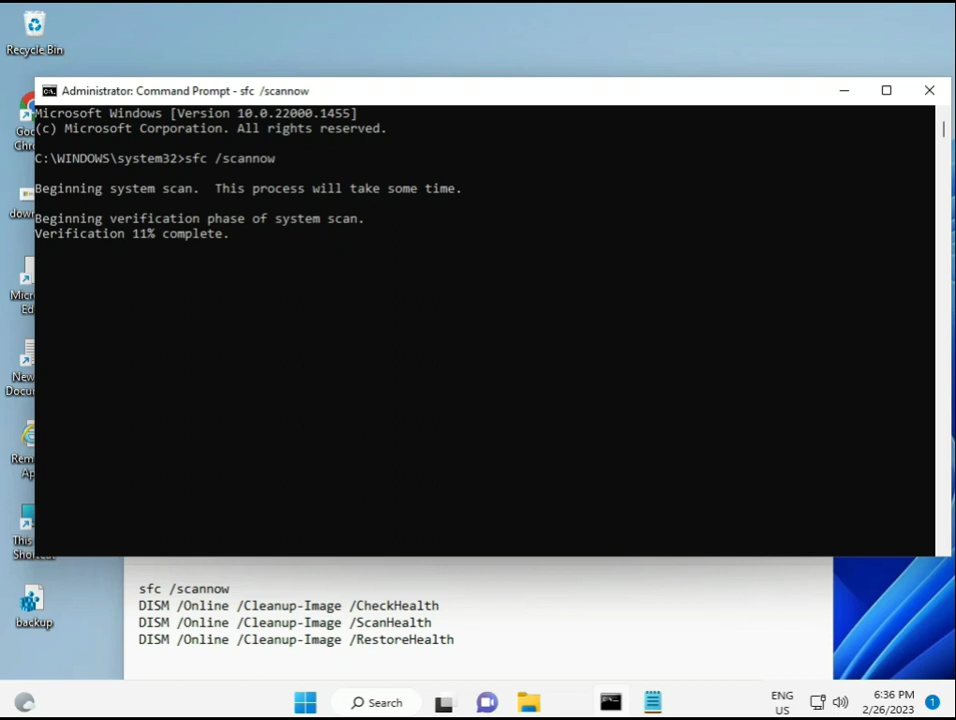 Recycle Bin
Administrator: Command Prompt - sfc /scannow
Microsoft Windows [Version 10.0.22000.1455]
(c) Microsoft Corporation. All rights reserved.
C:\WINDOWS\system32>sfc /scannow
Beginning system scan.  This process will take some time.
Beginning verification phase of system scan.
Verification 11% complete.
backup
sfc /scannow
DISM /Online /Cleanup-Image /CheckHealth
DISM /Online /Cleanup-Image /ScanHealth
DISM /Online /Cleanup-Image /RestoreHealth
Search
ENG
US
6:36 PM
2/26/2023
1